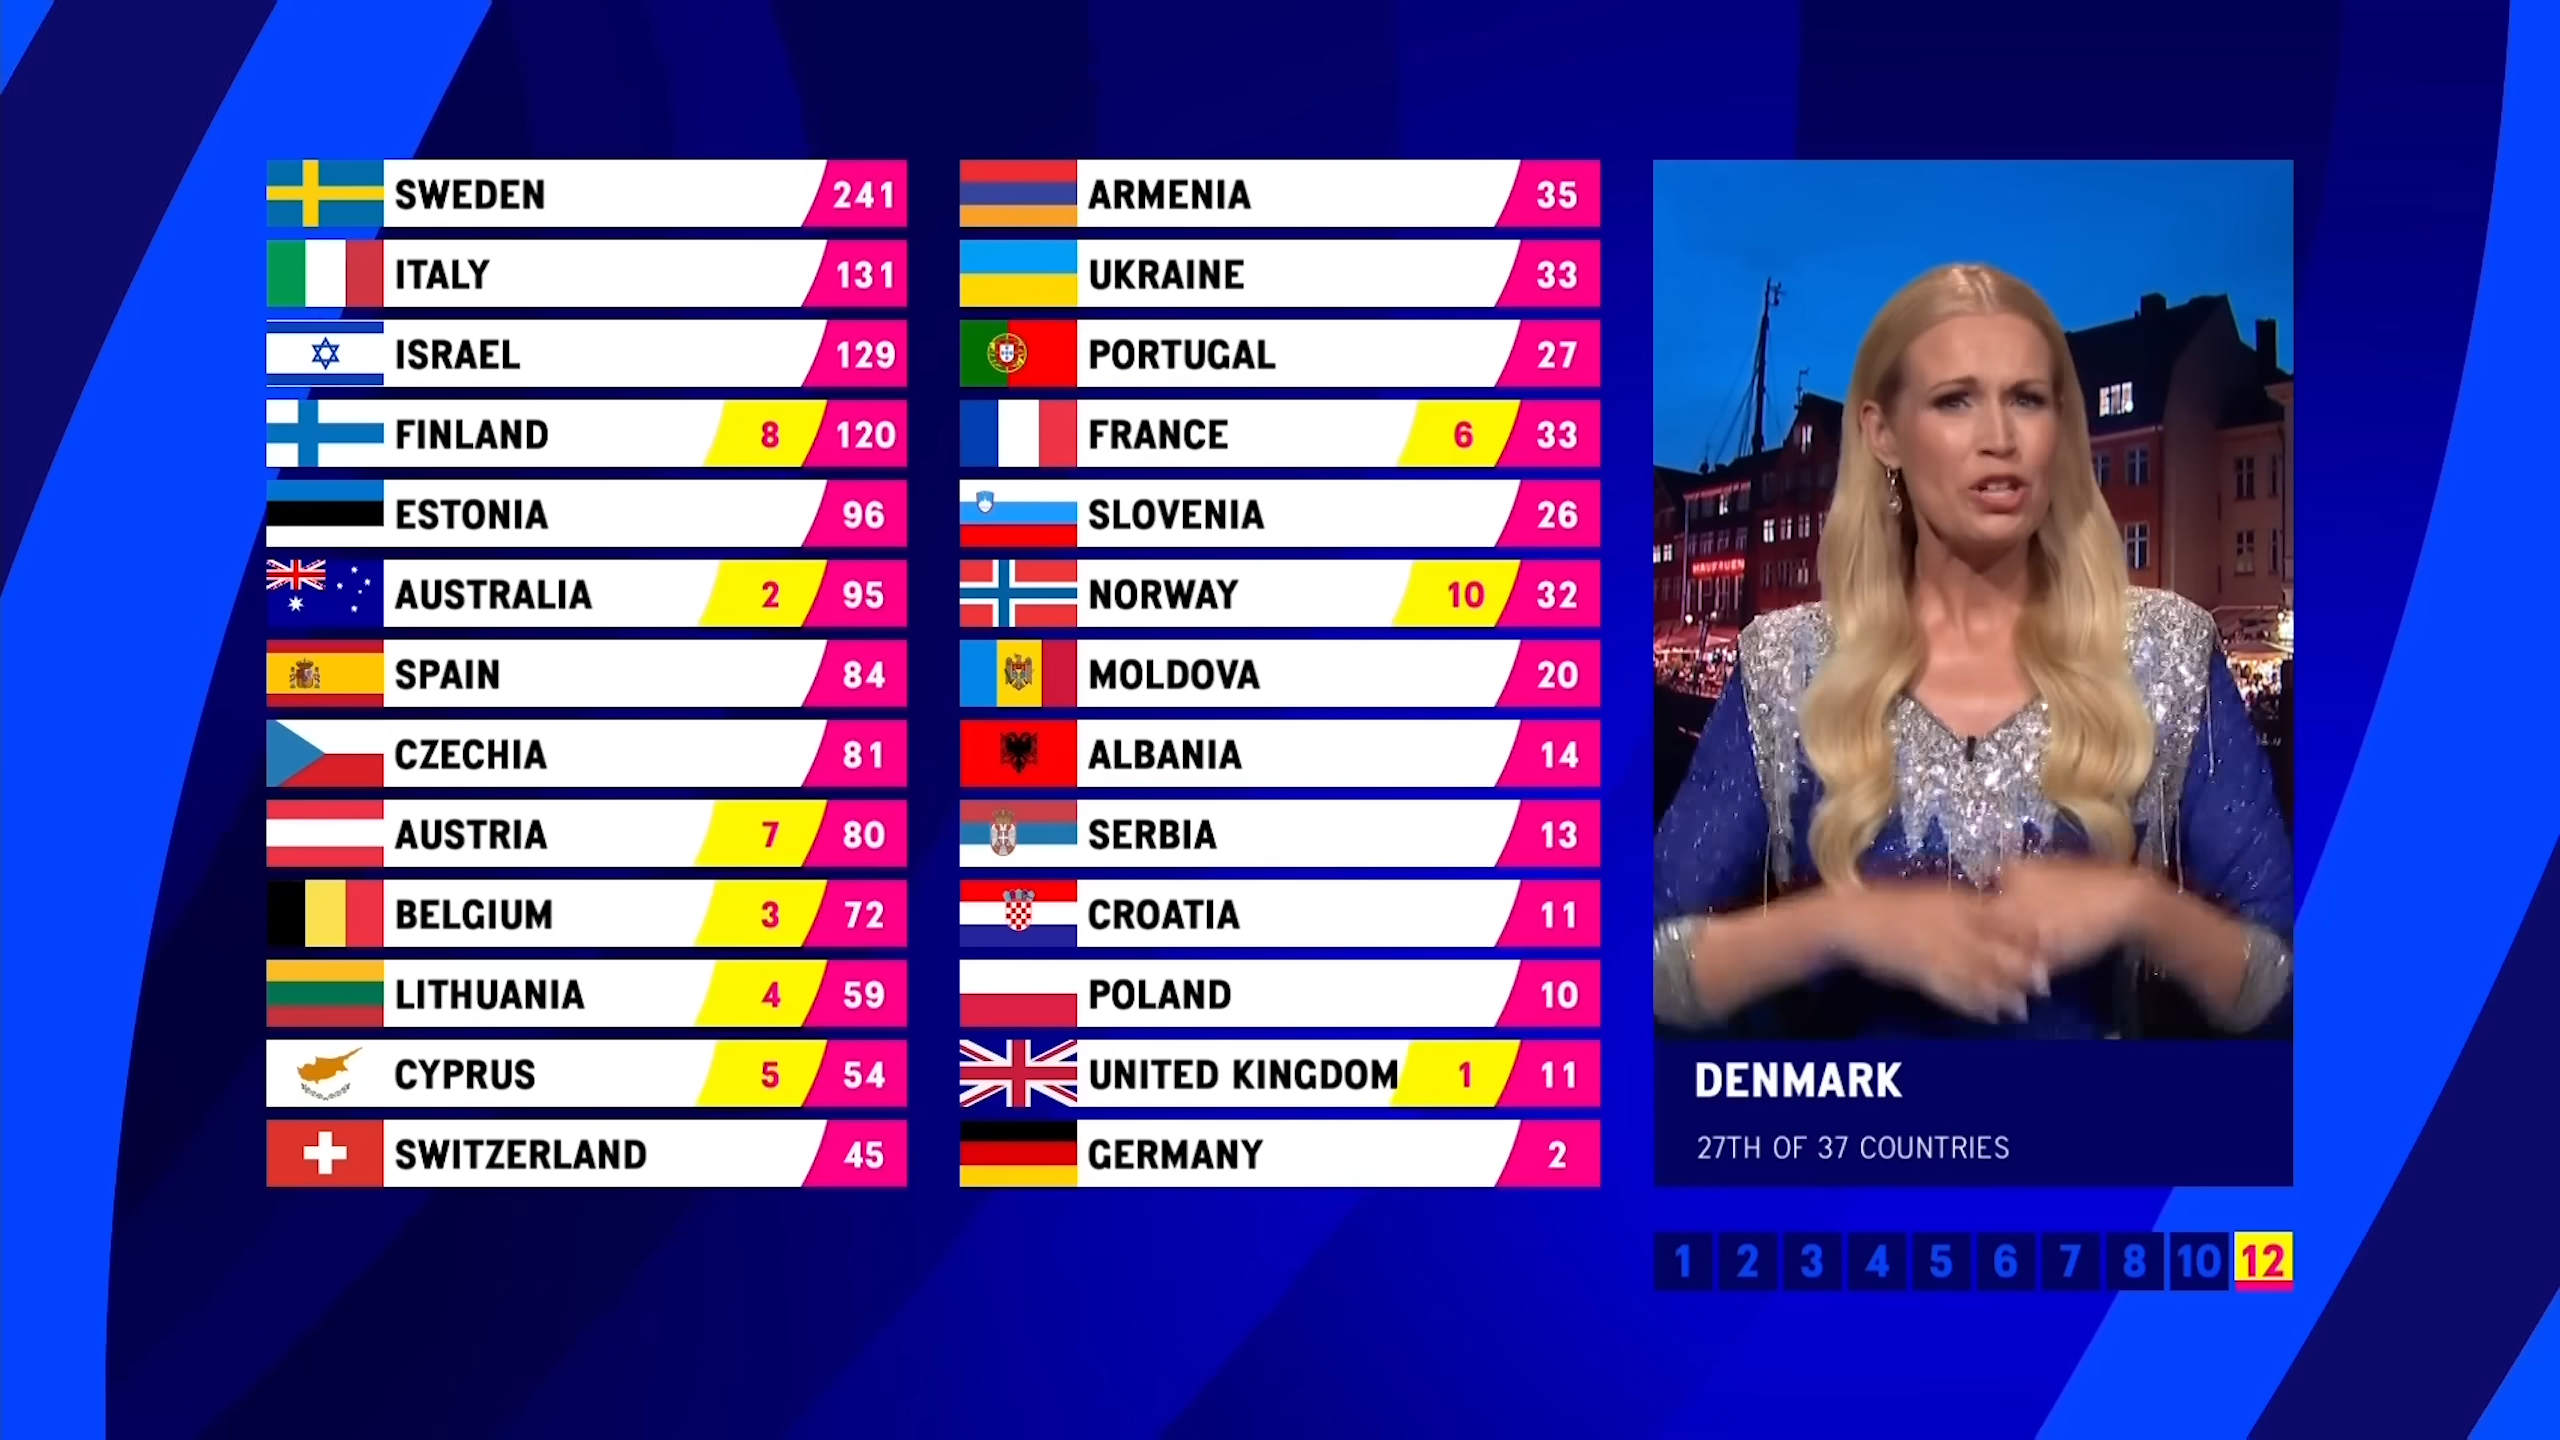 SWEDEN 241
ITALY 131
ISRAEL 129
FINLAND 8 120
ESTONIA 96
AUSTRALIA 2 95
SPAIN 84
CZECHIA 81
AUSTRIA 7 80
BELGIUM 3 72
LITHUANIA 4 59
CYPRUS 5 54
SWITZERLAND 45
ARMENIA 35
UKRAINE 33
PORTUGAL 27
FRANCE 6 33
SLOVENIA 26
NORWAY 10 32
MOLDOVA 20
ALBANIA 14
SERBIA 13
CROATIA 11
POLAND 10
UNITED KINGDOM 1 11
GERMANY 2
HAVFRUEN
DENMARK
27TH OF 37 COUNTRIES
1 2 3 4 5 6 7 8 10 12